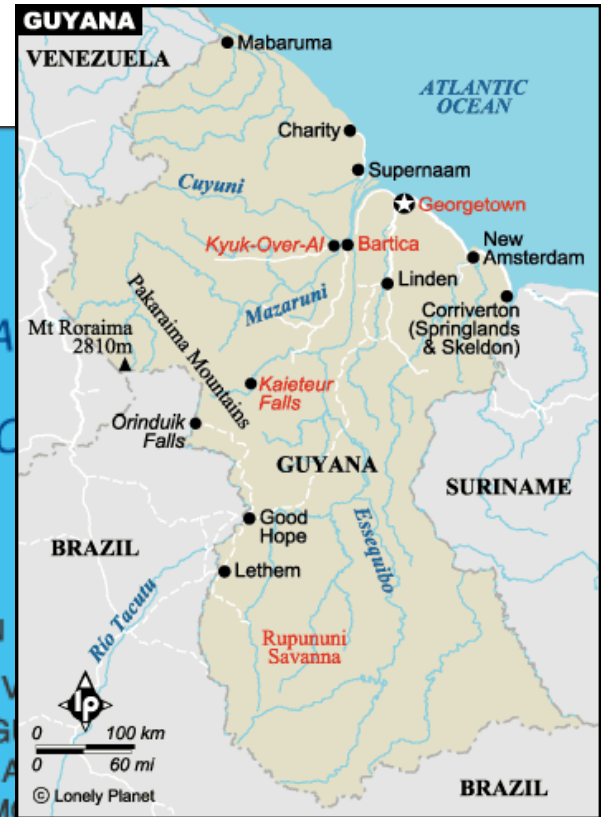 GUYANA
VENEZUELA
Mabaruma
ATLANTIC
OCEAN
Charity
Supernaam
Cuyuni
Georgetown
Kyuk-Over-Al
Bartica
New
Amsterdam
Linden
Mazaruni
Corriverton
(Springlands
& Skeldon)
Pakaraima Mountains
Mt Roraima
2810m
Kaieteur
Falls
Orinduik
Falls
GUYANA
SURINAME
Essequibo
Good
Hope
BRAZIL
Lethem
Río Tacutu
Rupununi
Savanna
lp
0 100 km
0 60 mi
© Lonely Planet
BRAZIL